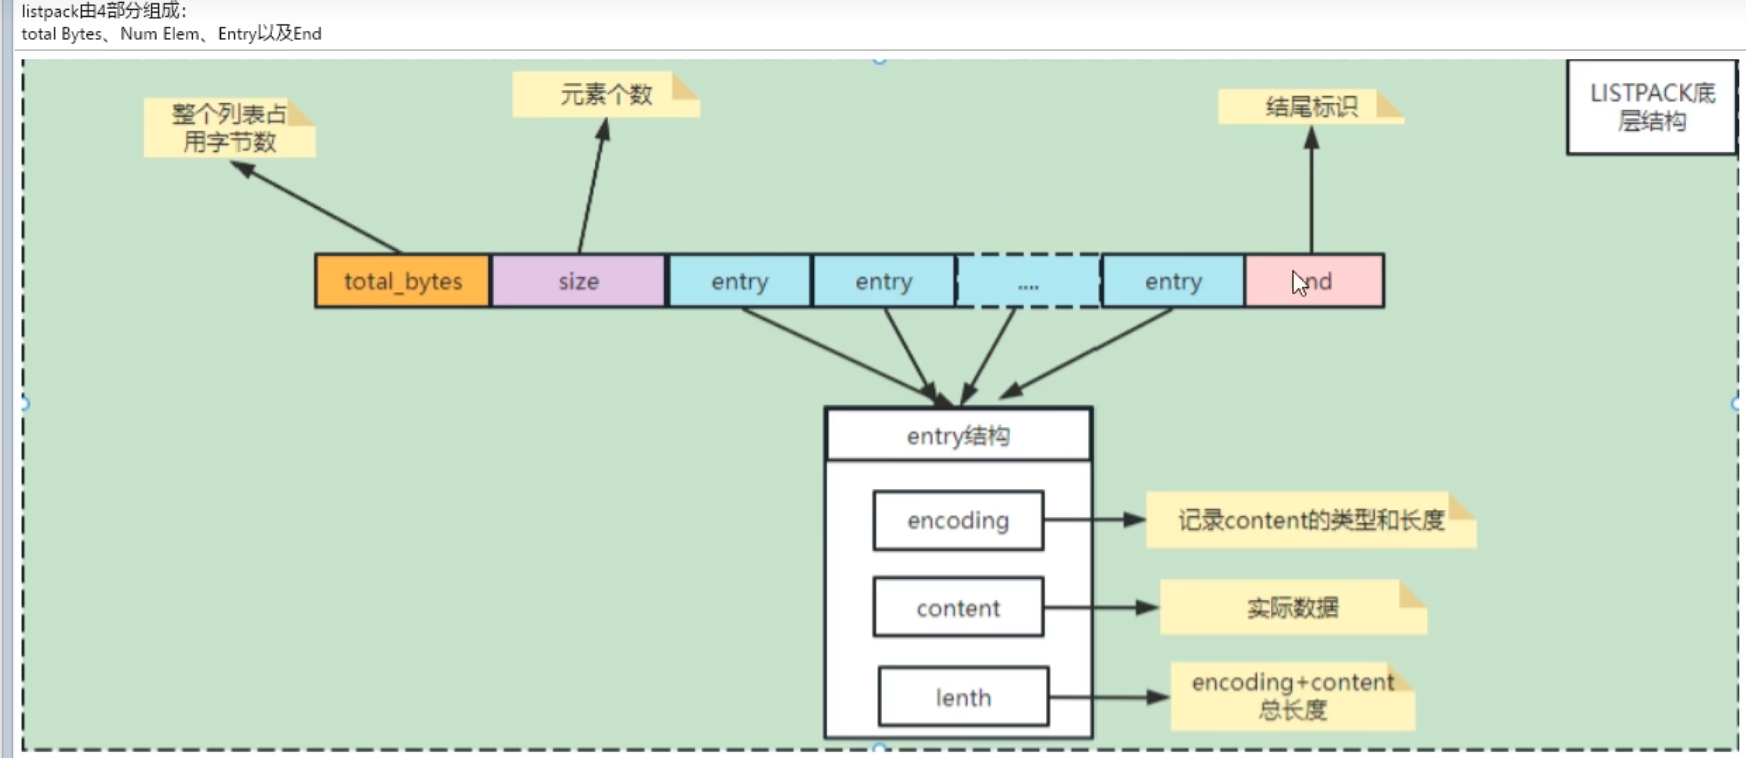 listpack由4部分组成：
total Bytes、Num Elem、Entry以及End
整个列表占
用字节数
元素个数
结尾标识
LISTPACK底
层结构
total_bytes
size
entry
entry
....
entry
nd
entry结构
encoding
记录content的类型和长度
content
实际数据
lenth
encoding+content
总长度